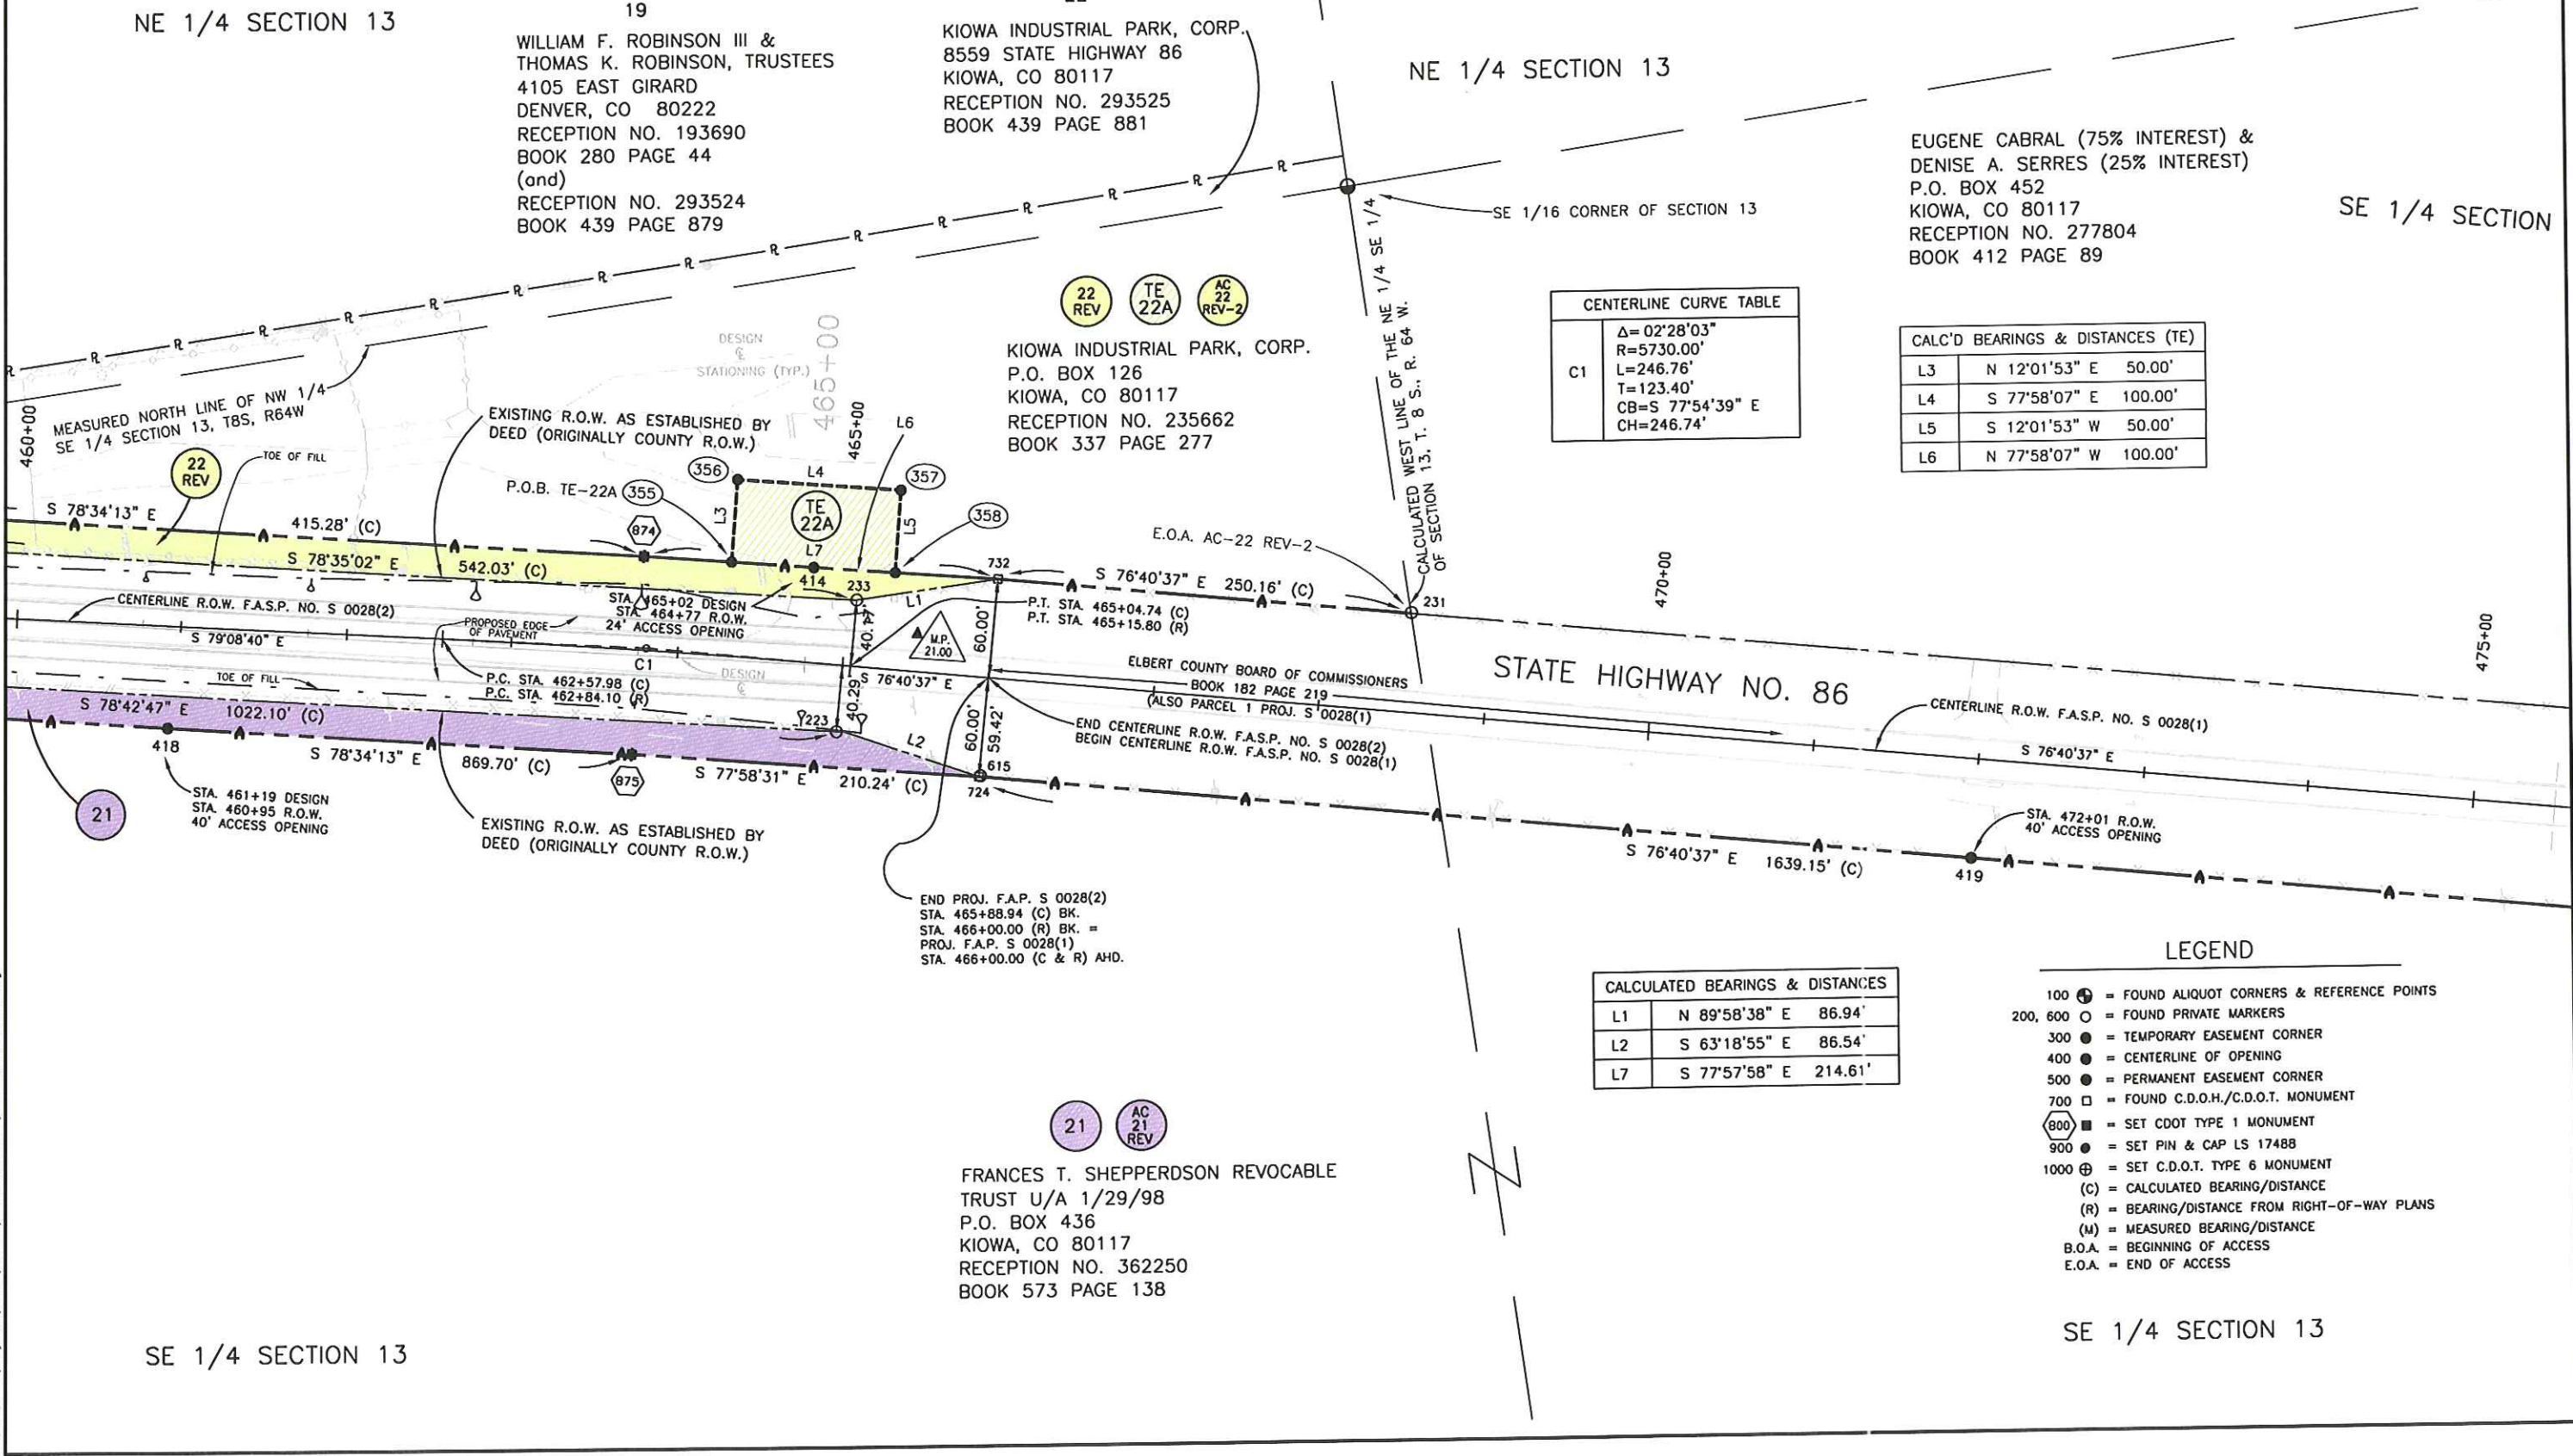 NE 1/4 SECTION 13
19
WILLIAM F. ROBINSON III &
THOMAS K. ROBINSON, TRUSTEES
4105 EAST GIRARD
DENVER, CO 80222
RECEPTION NO. 193690
BOOK 280 PAGE 44
(and)
RECEPTION NO. 293524
BOOK 439 PAGE 879
KIOWA INDUSTRIAL PARK, CORP.
8559 STATE HIGHWAY 86
KIOWA, CO 80117
RECEPTION NO. 293525
BOOK 439 PAGE 881
NE 1/4 SECTION 13
EUGENE CABRAL (75% INTEREST) &
DENISE A. SERRES (25% INTEREST)
P.O. BOX 452
KIOWA, CO 80117
RECEPTION NO. 277804
BOOK 412 PAGE 89
SE 1/4 SECTION
SE 1/16 CORNER OF SECTION 13
R R R R R R R R R R R R R R R R
22
REV
TE
22A
AC
22
REV-2
KIOWA INDUSTRIAL PARK, CORP.
P.O. BOX 126
KIOWA, CO 80117
RECEPTION NO. 235662
BOOK 337 PAGE 277
CALCULATED WEST LINE OF THE NE 1/4 SE 1/4
OF SECTION 13, T. 8 S., R. 64 W.
CENTERLINE CURVE TABLE
C1
Δ= 02°28'03"
R=5730.00'
L=246.76'
T=123.40'
CB=S 77°54'39" E
CH=246.74'
CALC'D BEARINGS & DISTANCES (TE)
L3 N 12°01'53" E 50.00'
L4 S 77°58'07" E 100.00'
L5 S 12°01'53" W 50.00'
L6 N 77°58'07" W 100.00'
DESIGN
℄
STATIONING (TYP.)
465+00
460+00
MEASURED NORTH LINE OF NW 1/4
SE 1/4 SECTION 13, T8S, R64W
EXISTING R.O.W. AS ESTABLISHED BY
DEED (ORIGINALLY COUNTY R.O.W.)
465+00
L6
22
REV
TOE OF FILL
P.O.B. TE-22A
355
356
L4
357
L3
TE
22A
L5
358
L7
S 78°34'13" E
415.28' (C)
874
S 78°35'02" E
542.03' (C)
414
233
732
L1
S 76°40'37" E 250.16' (C)
E.O.A. AC-22 REV-2
231
470+00
475+00
CENTERLINE R.O.W. F.A.S.P. NO. S 0028(2)
STA. 465+02 DESIGN
STA. 464+77 R.O.W.
24' ACCESS OPENING
P.T. STA. 465+04.74 (C)
P.T. STA. 465+15.80 (R)
PROPOSED EDGE
OF PAVEMENT
S 79°08'40" E
40.77'
60.00'
M.P.
21.00
C1
DESIGN
℄
S 76°40'37" E
TOE OF FILL
P.C. STA. 462+57.98 (C)
P.C. STA. 462+84.10 (R)
ELBERT COUNTY BOARD OF COMMISSIONERS
BOOK 182 PAGE 219
(ALSO PARCEL 1 PROJ. S 0028(1)
STATE HIGHWAY NO. 86
CENTERLINE R.O.W. F.A.S.P. NO. S 0028(1)
S 76°40'37" E
END CENTERLINE R.O.W. F.A.S.P. NO. S 0028(2)
BEGIN CENTERLINE R.O.W. F.A.S.P. NO. S 0028(1)
S 78°42'47" E
1022.10' (C)
223
40.29'
L2
60.00'
59.42'
615
724
418
S 78°34'13" E
869.70' (C)
875
S 77°58'31" E
210.24' (C)
STA. 461+19 DESIGN
STA. 460+95 R.O.W.
40' ACCESS OPENING
21
EXISTING R.O.W. AS ESTABLISHED BY
DEED (ORIGINALLY COUNTY R.O.W.)
STA. 472+01 R.O.W.
40' ACCESS OPENING
S 76°40'37" E
1639.15' (C)
419
END PROJ. F.A.P. S 0028(2)
STA. 465+88.94 (C) BK.
STA. 466+00.00 (R) BK. =
PROJ. F.A.P. S 0028(1)
STA. 466+00.00 (C & R) AHD.
CALCULATED BEARINGS & DISTANCES
L1 N 89°58'38" E 86.94'
L2 S 63°18'55" E 86.54'
L7 S 77°57'58" E 214.61'
LEGEND
100 = FOUND ALIQUOT CORNERS & REFERENCE POINTS
200, 600 = FOUND PRIVATE MARKERS
300 = TEMPORARY EASEMENT CORNER
400 = CENTERLINE OF OPENING
500 = PERMANENT EASEMENT CORNER
700 = FOUND C.D.O.H./C.D.O.T. MONUMENT
800 = SET CDOT TYPE 1 MONUMENT
900 = SET PIN & CAP LS 17488
1000 = SET C.D.O.T. TYPE 6 MONUMENT
(C) = CALCULATED BEARING/DISTANCE
(R) = BEARING/DISTANCE FROM RIGHT-OF-WAY PLANS
(M) = MEASURED BEARING/DISTANCE
B.O.A. = BEGINNING OF ACCESS
E.O.A. = END OF ACCESS
21
AC
21
REV
FRANCES T. SHEPPERDSON REVOCABLE
TRUST U/A 1/29/98
P.O. BOX 436
KIOWA, CO 80117
RECEPTION NO. 362250
BOOK 573 PAGE 138
SE 1/4 SECTION 13
SE 1/4 SECTION 13